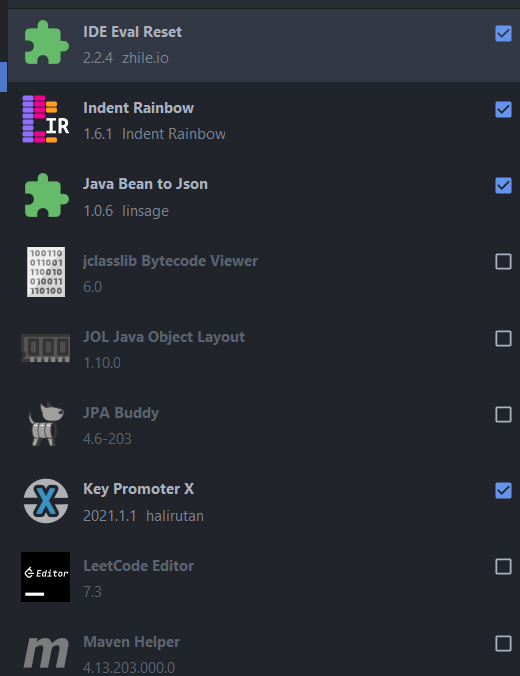 IDE Eval Reset
2.2.4 zhile.io
IR
Indent Rainbow
1.6.1 Indent Rainbow
Java Bean to Json
1.0.6 linsage
100110
011001
110010
010011
110100
jclasslib Bytecode Viewer
6.0
JOL Java Object Layout
1.10.0
JPA Buddy
4.6-203
X
Key Promoter X
2021.1.1 halirutan
Editor
LeetCode Editor
7.3
m
Maven Helper
4.13.203.000.0